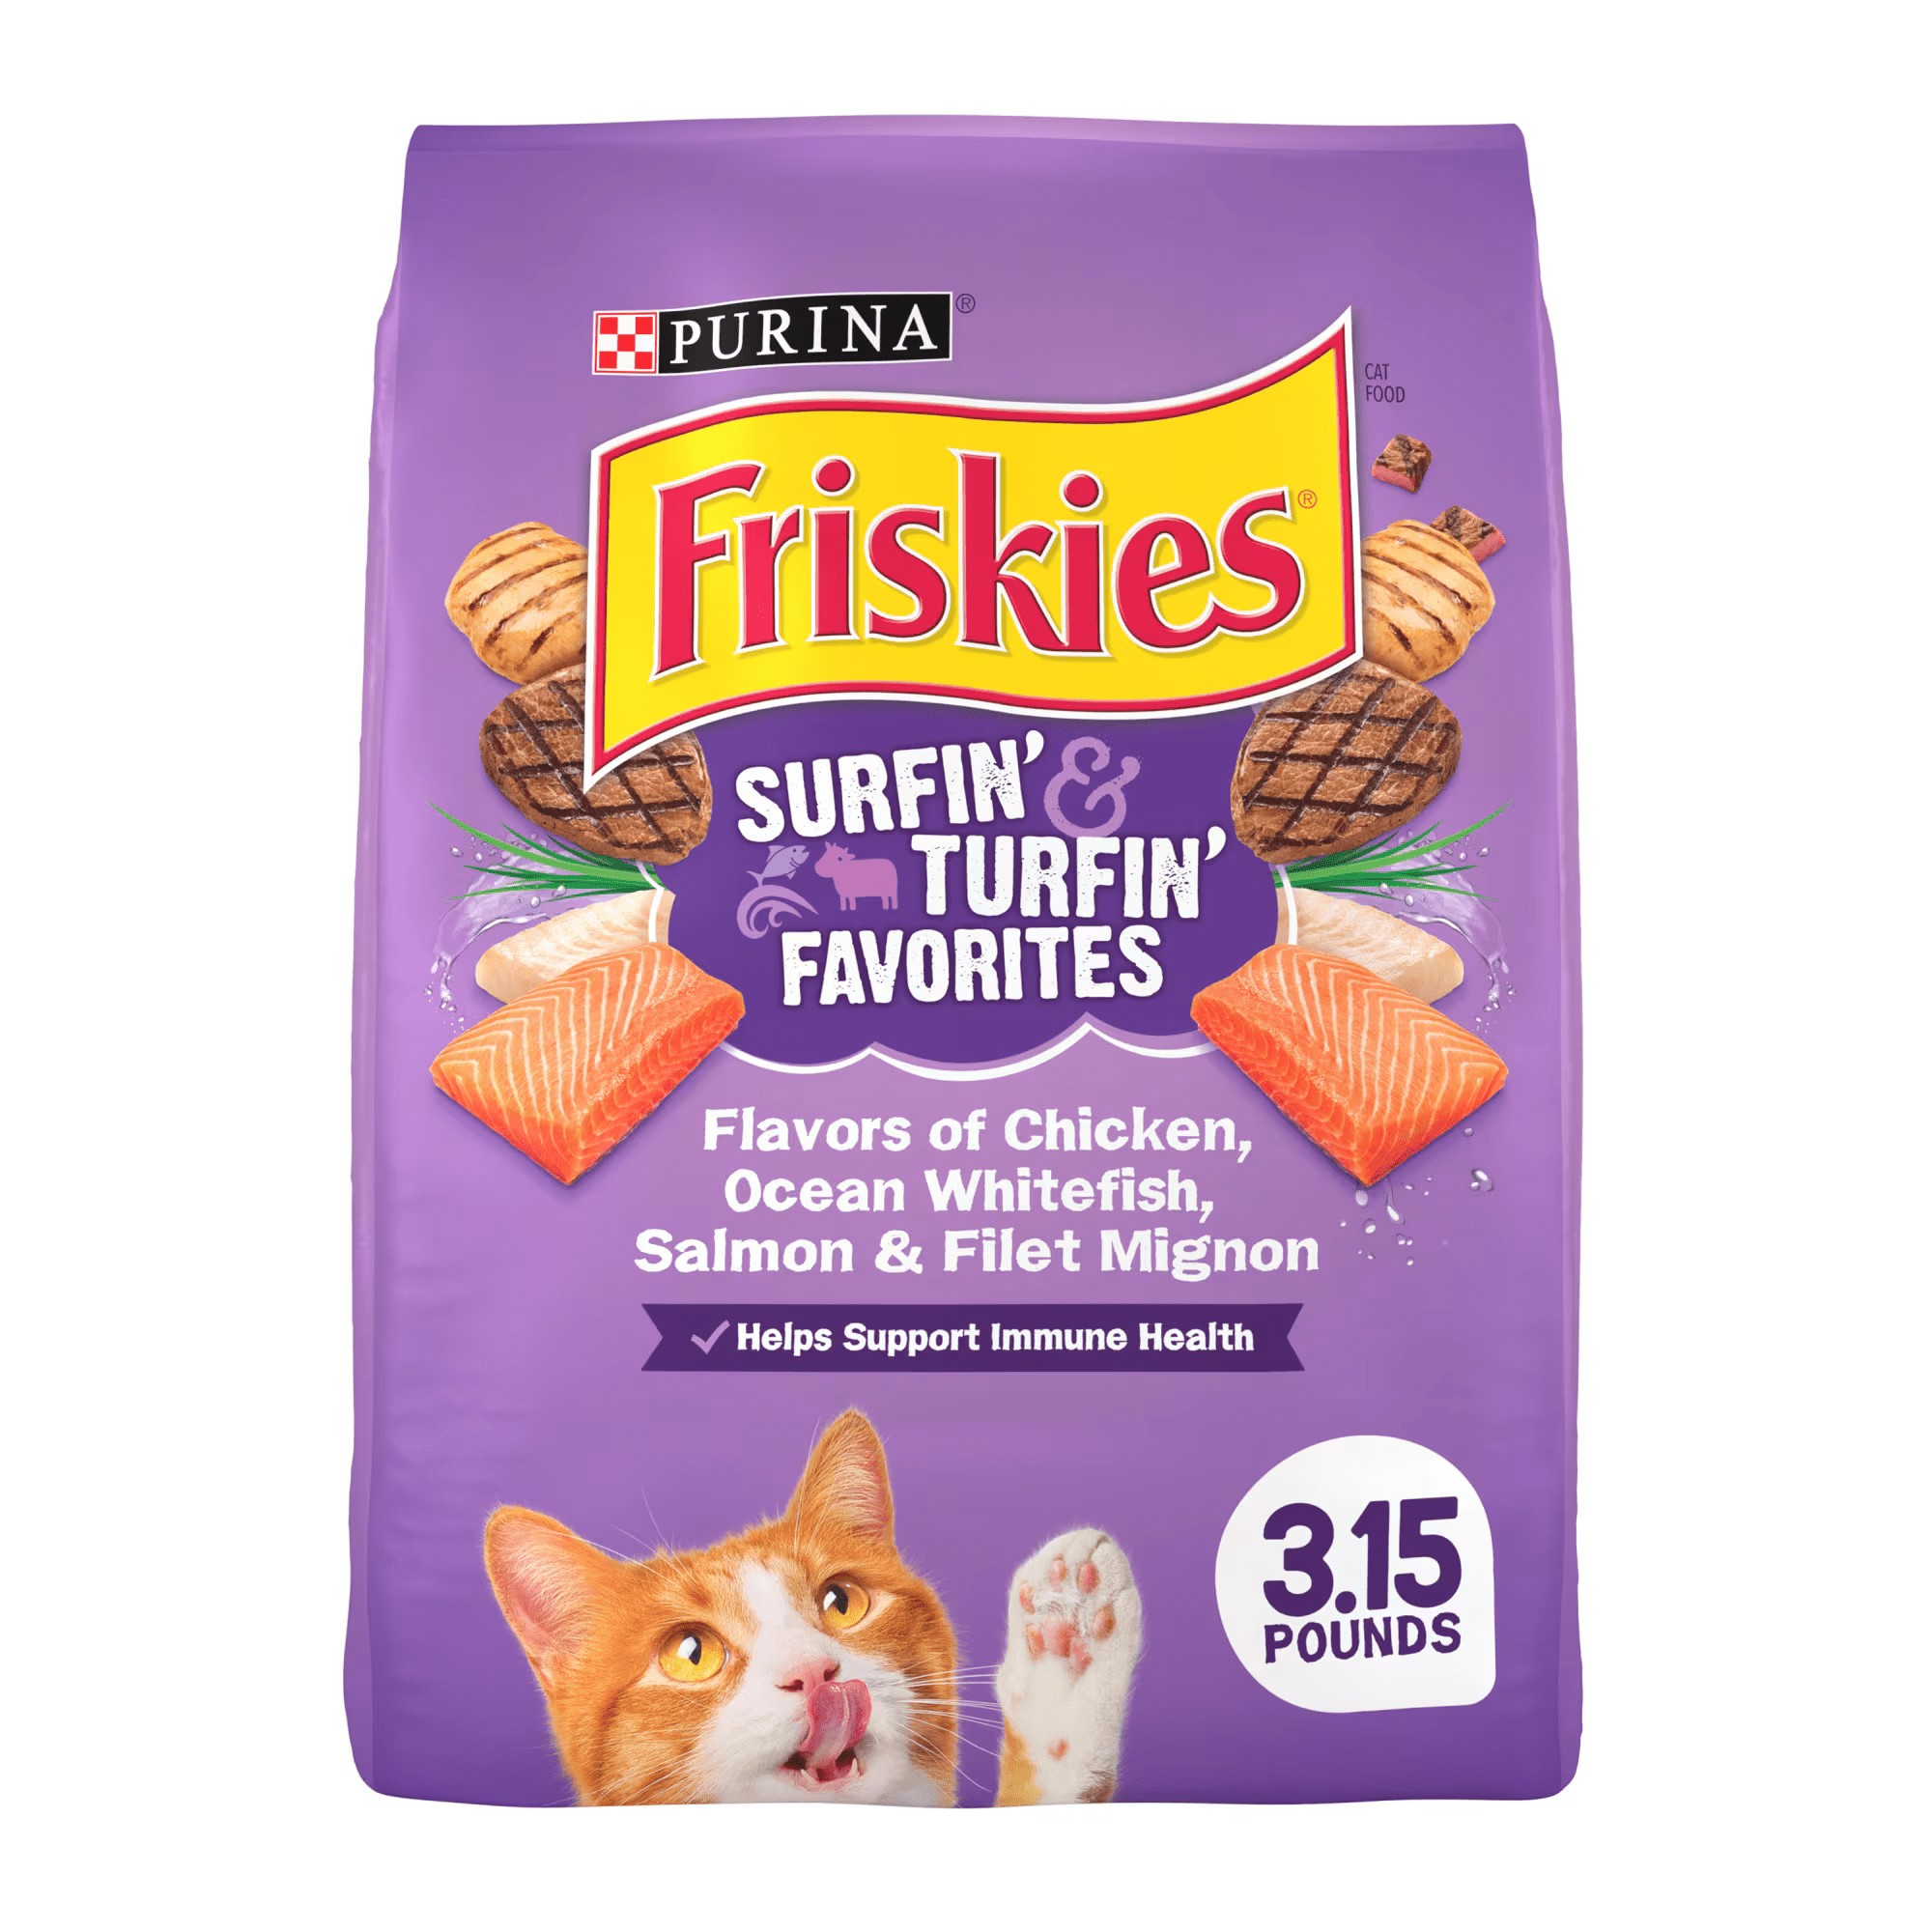 PURINA®
CAT
FOOD
Friskies®
SURFIN' &
TURFIN'
FAVORITES
Flavors of Chicken,
Ocean Whitefish,
Salmon & Filet Mignon
Helps Support Immune Health
3.15
POUNDS